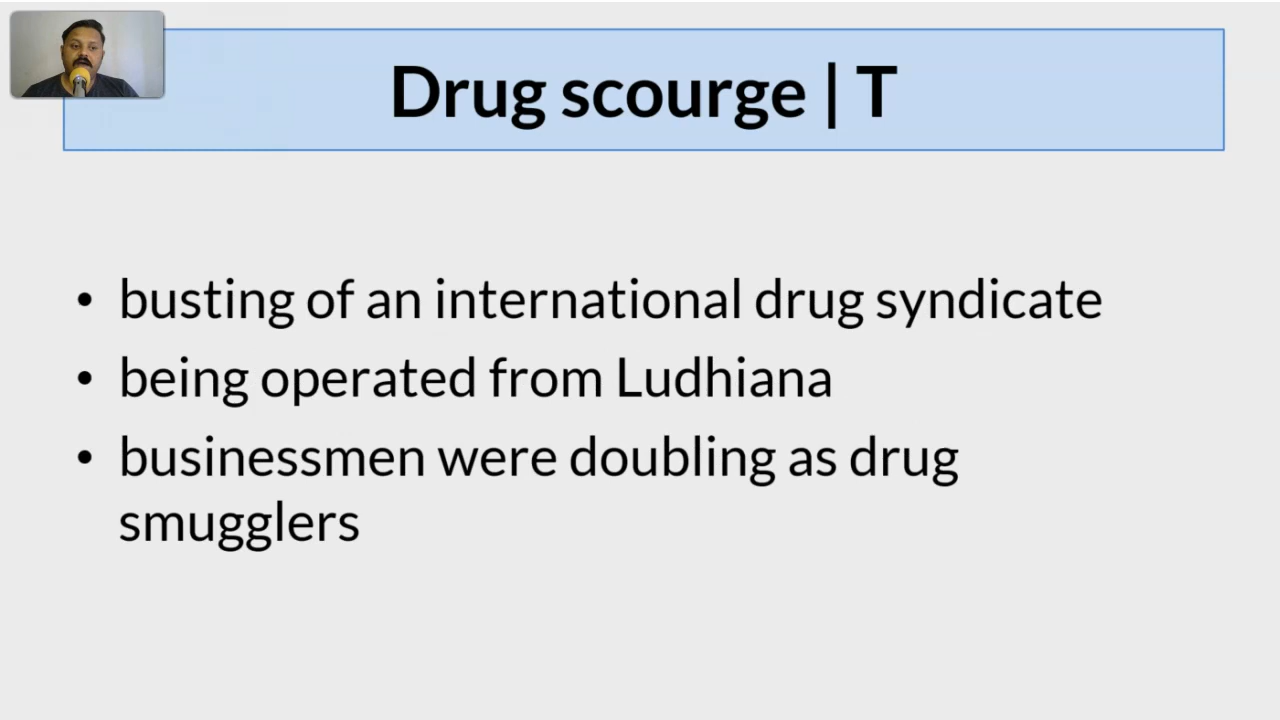 Drug scourge | T
• busting of an international drug syndicate
• being operated from Ludhiana
• businessmen were doubling as drug
smugglers